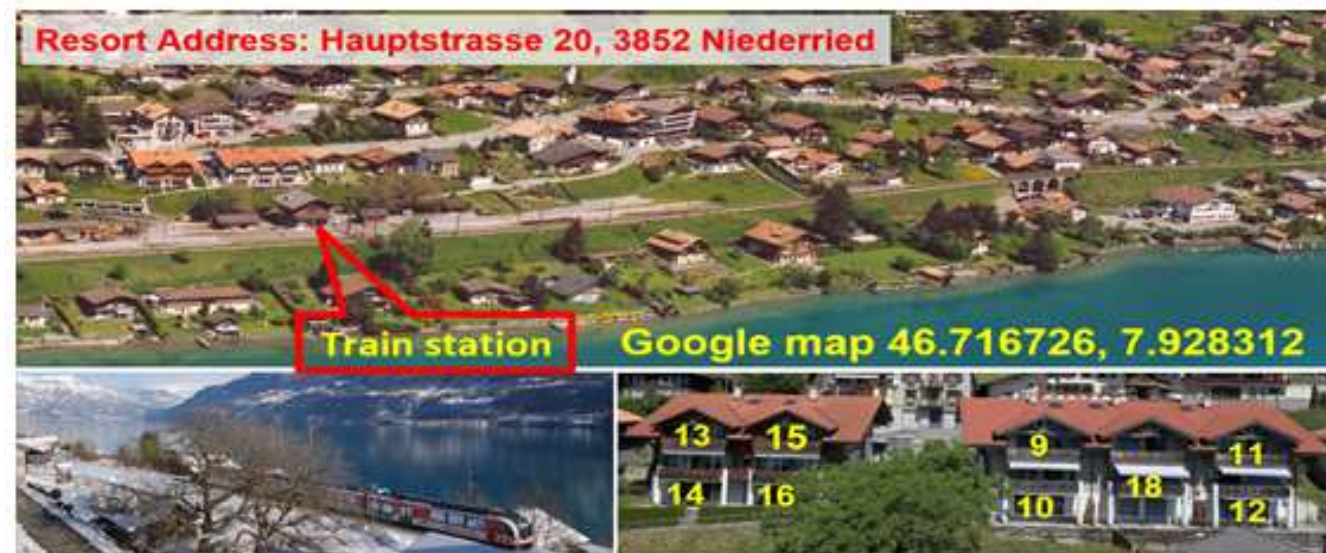 Resort Address: Hauptstrasse 20, 3852 Niederried
Train station
Google map 46.716726, 7.928312
13 15
14 16
9 11
18
10 12